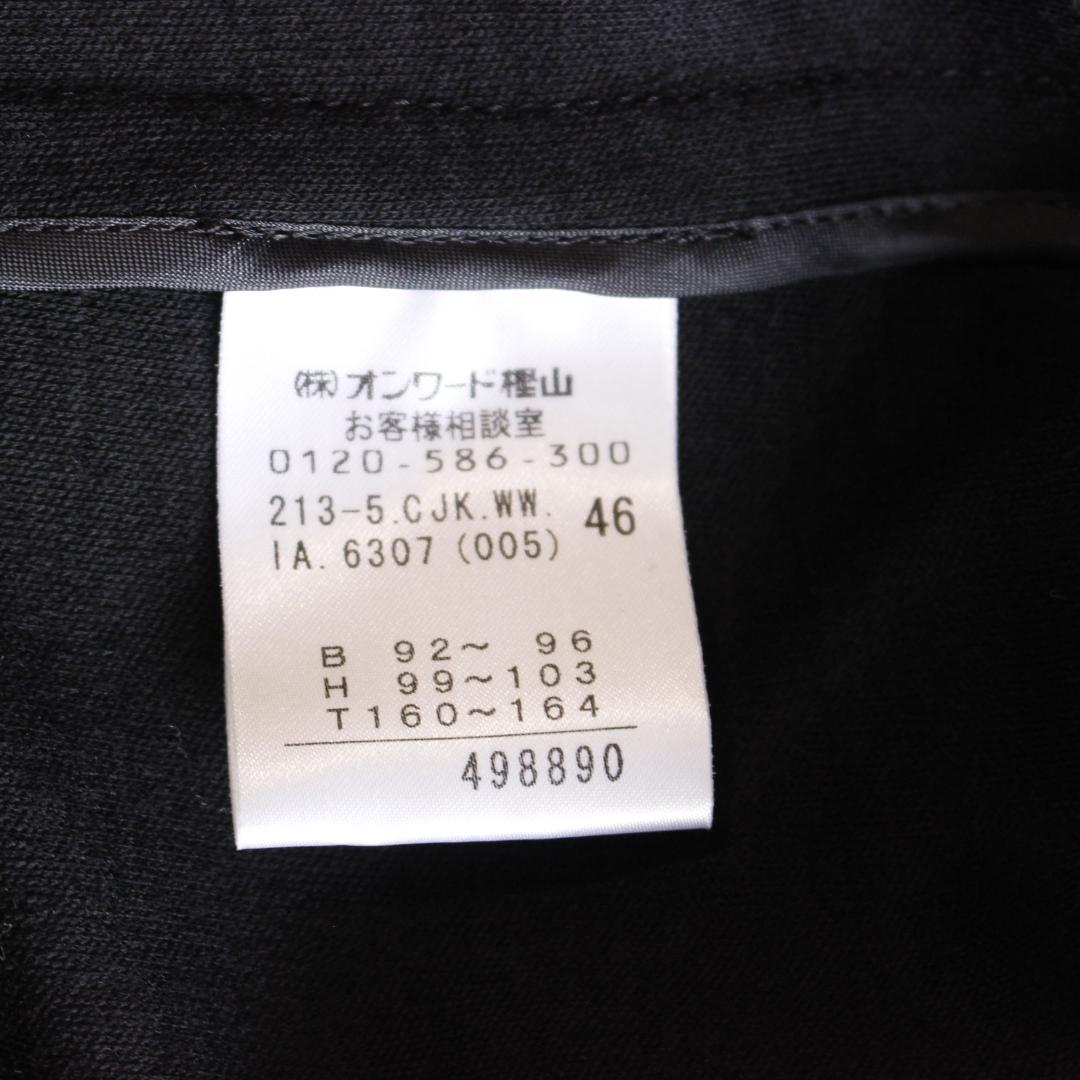 (株)オンワード樫山
お客様相談室
0120-586-300
213-5.CJK.WW. 46
IA.6307(005)
B 92~ 96
H 99~103
T160~164
498890